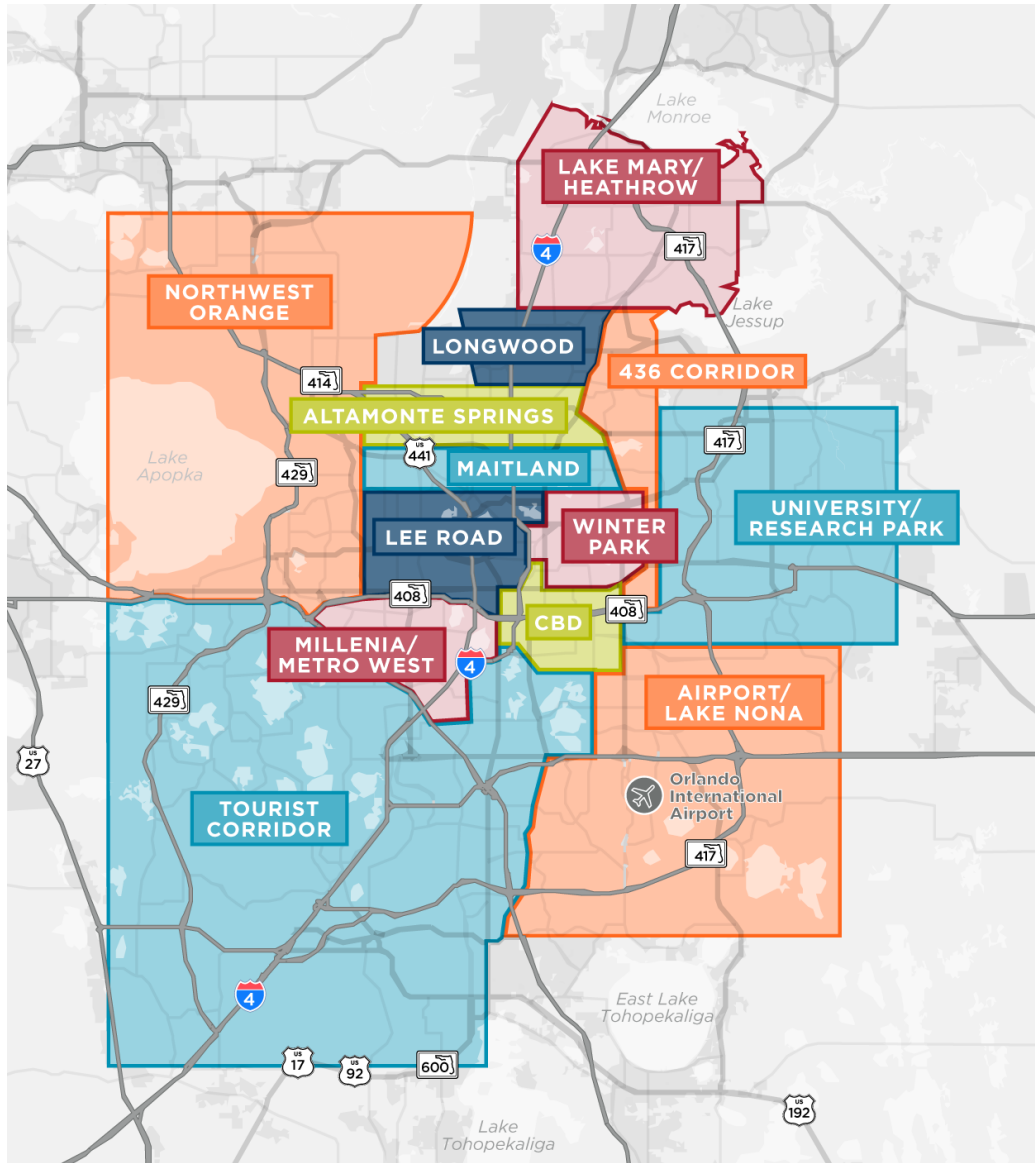 Lake
Monroe
LAKE MARY/
HEATHROW
417
4
NORTHWEST
ORANGE
Lake
Jessup
LONGWOOD
436 CORRIDOR
414
ALTAMONTE SPRINGS
417
US
441
MAITLAND
Lake
Apopka
429
UNIVERSITY/
RESEARCH PARK
LEE ROAD
WINTER
PARK
408
408
CBD
MILLENIA/
METRO WEST
4
429
AIRPORT/
LAKE NONA
US
27
Orlando
International
Airport
TOURIST
CORRIDOR
417
4
East Lake
Tohopekaliga
US
17
US
92
600
US
192
Lake
Tohopekaliga